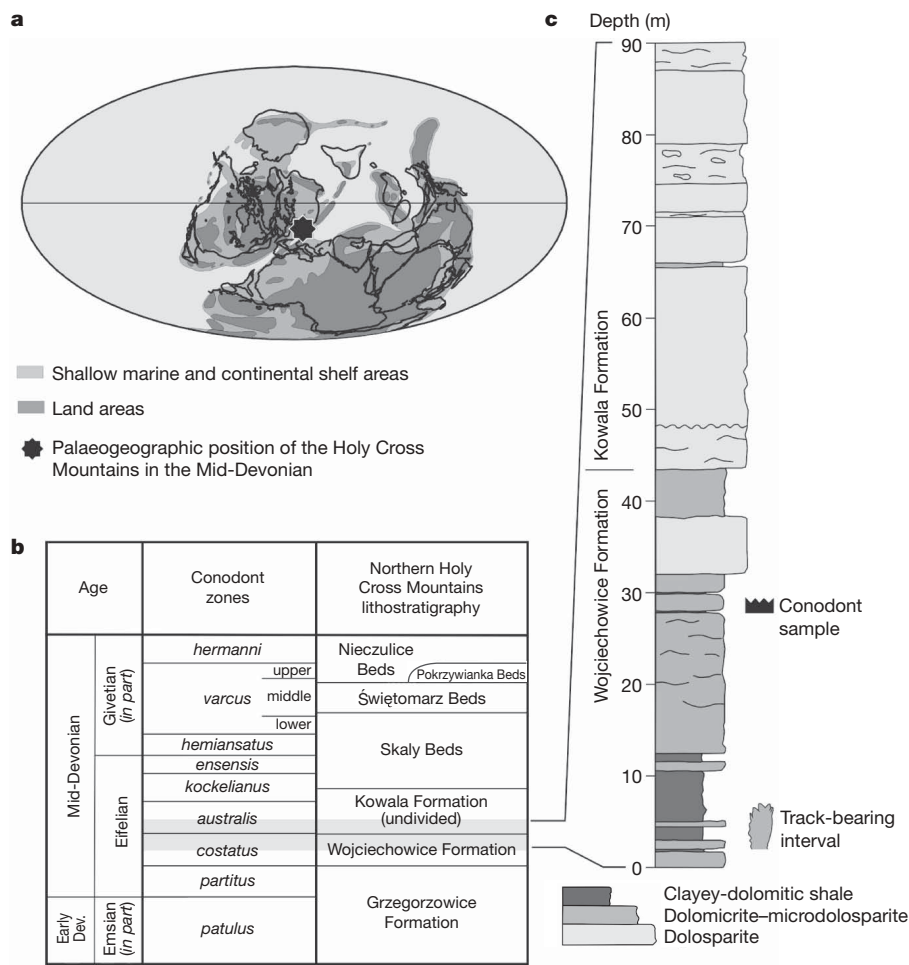 a
Shallow marine and continental shelf areas
Land areas
Palaeogeographic position of the Holy Cross
Mountains in the Mid-Devonian
b
Age
Conodont
zones
Northern Holy
Cross Mountains
lithostratigraphy
Mid-Devonian
Givetian
(in part)
hermanni
varcus
upper
middle
lower
hemiansatus
Nieczulice
Beds
Pokrzywianka Beds
Świętomarz Beds
Skaly Beds
Eifelian
ensensis
kockelianus
australis
costatus
partitus
Kowala Formation
(undivided)
Wojciechowice Formation
Grzegorzowice
Formation
Early
Dev.
Emsian
(in part)
patulus
c
Depth (m)
90
80
70
60
50
40
30
20
10
0
Kowala Formation
Wojciechowice Formation
Conodont
sample
Track-bearing
interval
Clayey-dolomitic shale
Dolomicrite–microdolosparite
Dolosparite